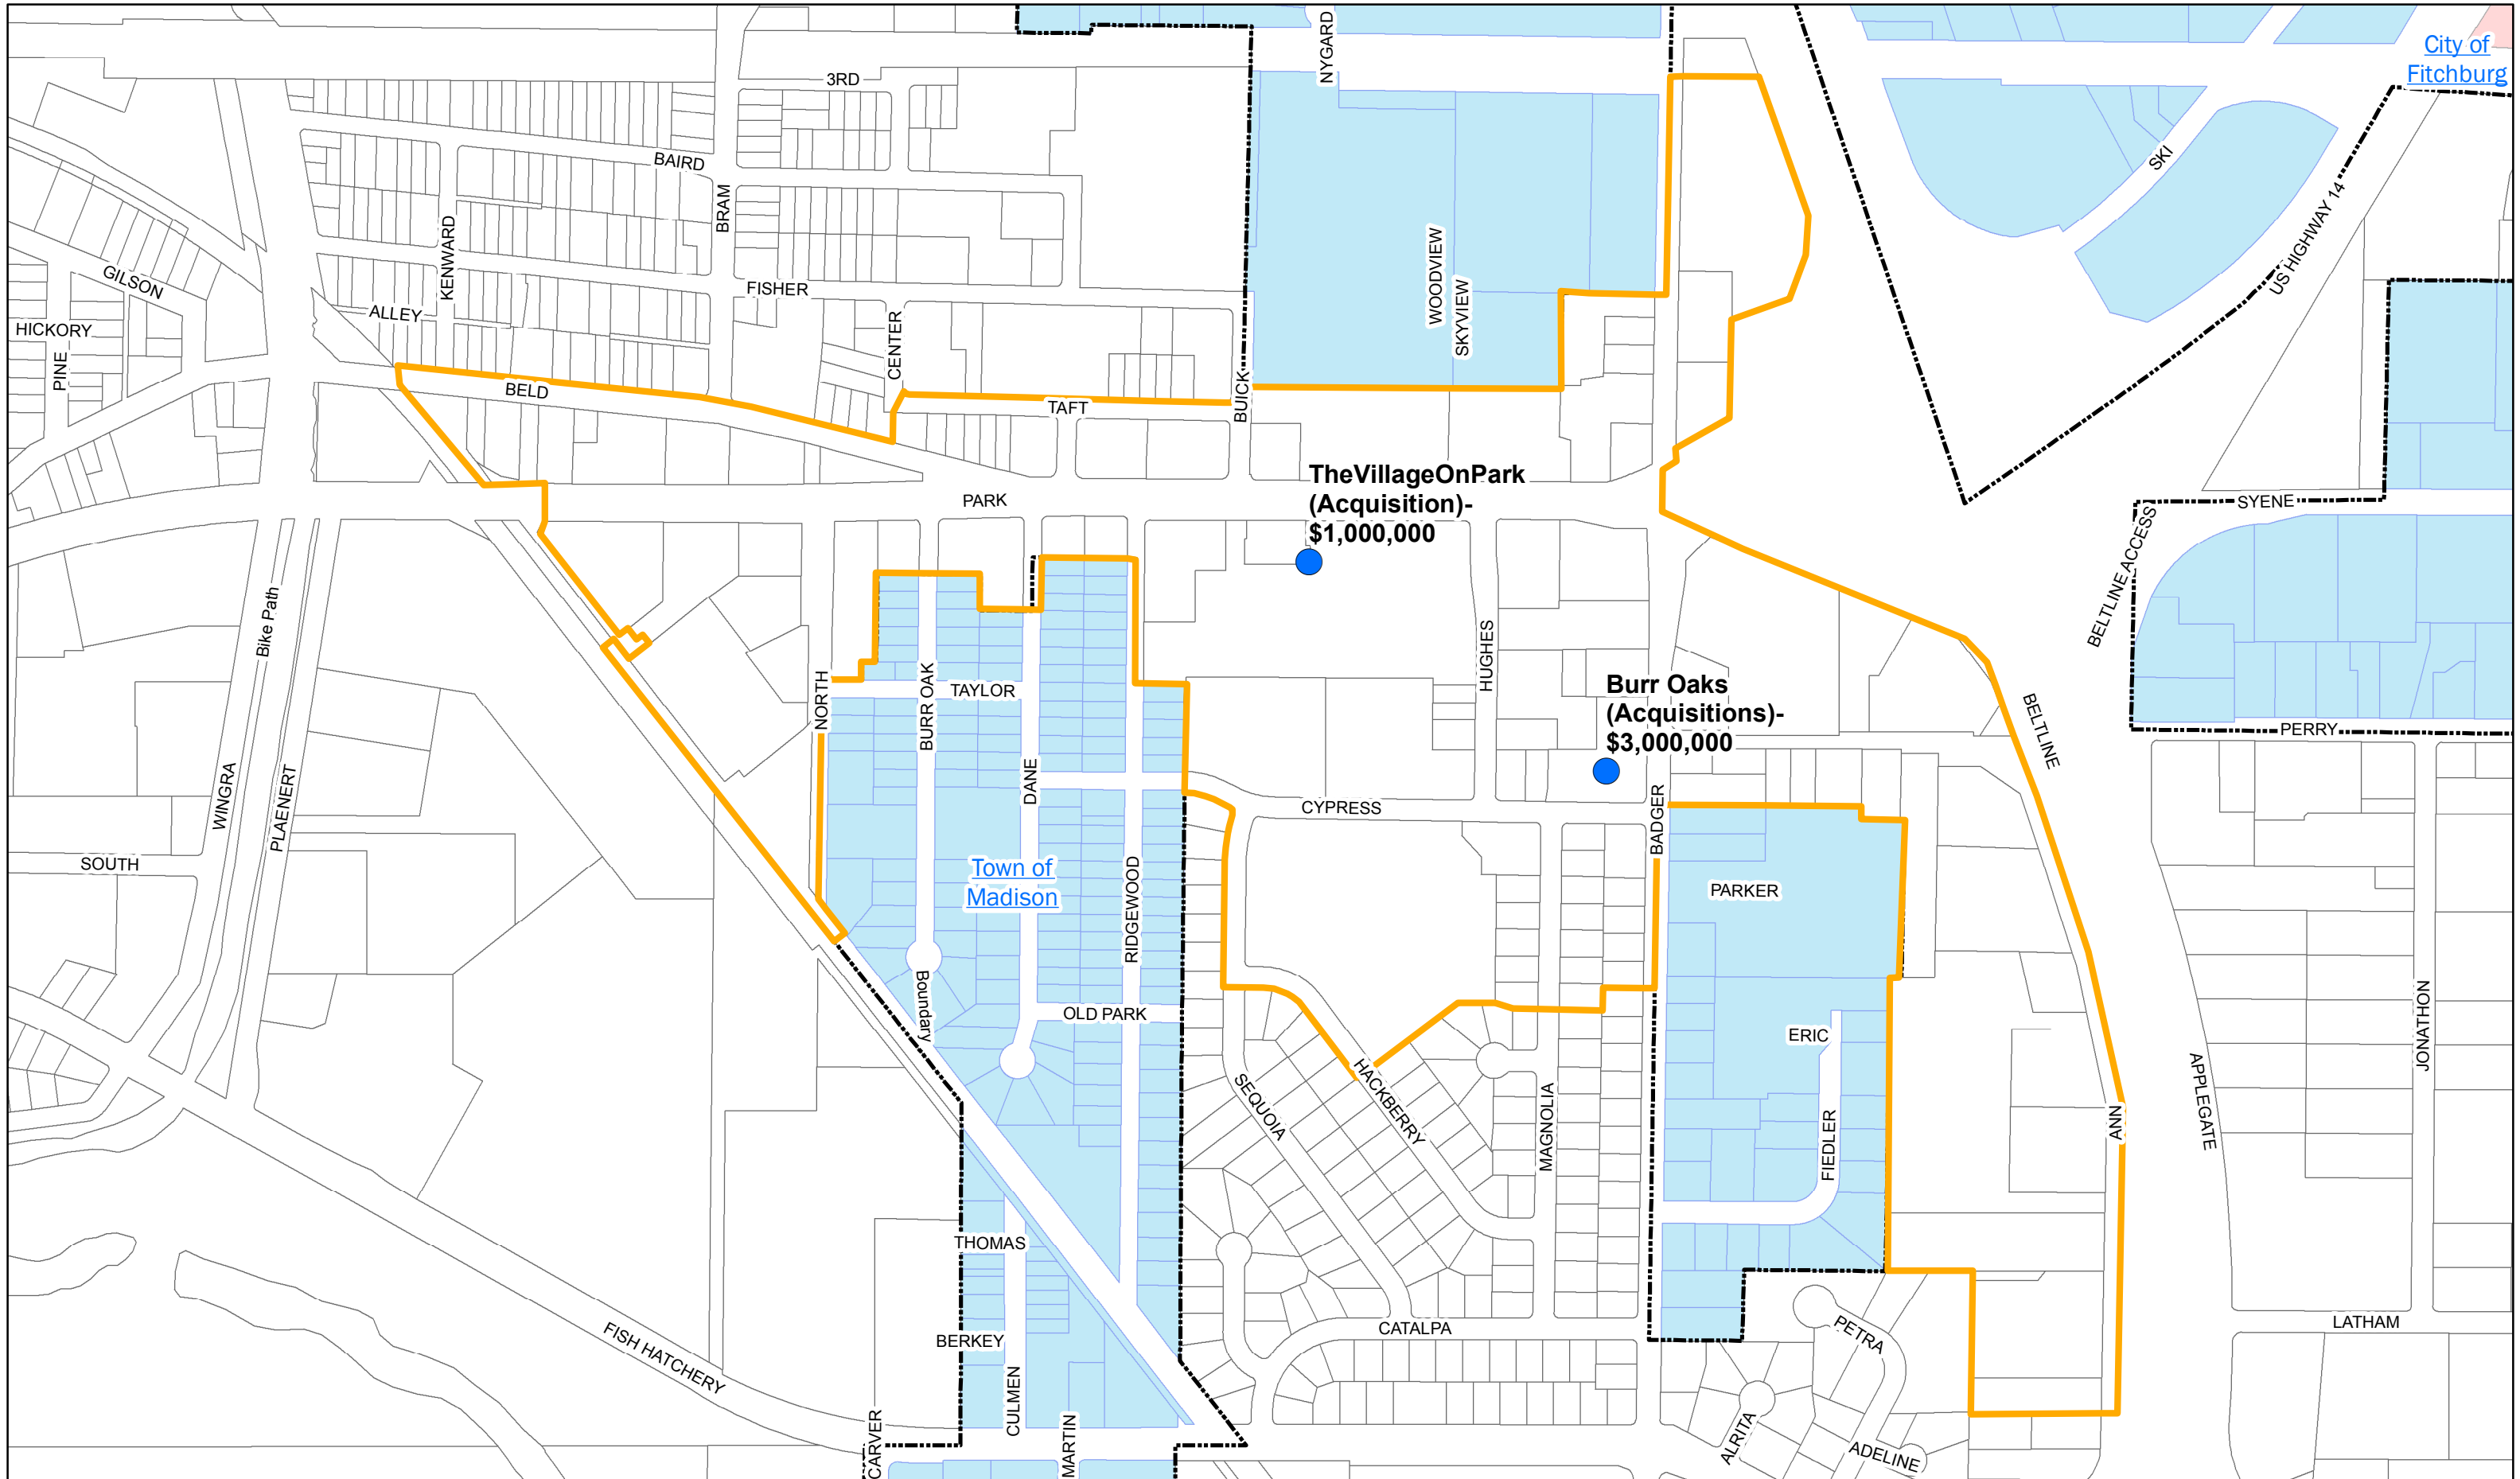 NYGARD
City of
Fitchburg
3RD
BAIRD
SKI
BRAM
KENWARD
US HIGHWAY 14
GILSON
WOODVIEW
SKYVIEW
FISHER
ALLEY
HICKORY
CENTER
PINE
BELD
BUICK
TAFT
TheVillageOnPark
(Acquisition)-
$1,000,000
PARK
SYENE
BELTLINE ACCESS
Bike Path
HUGHES
BURR OAK
TAYLOR
NORTH
Burr Oaks
(Acquisitions)-
$3,000,000
BELTLINE
PERRY
DANE
WINGRA
PLAENERT
CYPRESS
BADGER
SOUTH
Town of
Madison
RIDGEWOOD
PARKER
Boundary
OLD PARK
ERIC
JONATHON
SEQUOIA
HACKBERRY
MAGNOLIA
FIEDLER
ANN
APPLEGATE
THOMAS
FISH HATCHERY
BERKEY
CATALPA
PETRA
LATHAM
CULMEN
CARVER
MARTIN
ALRITA
ADELINE